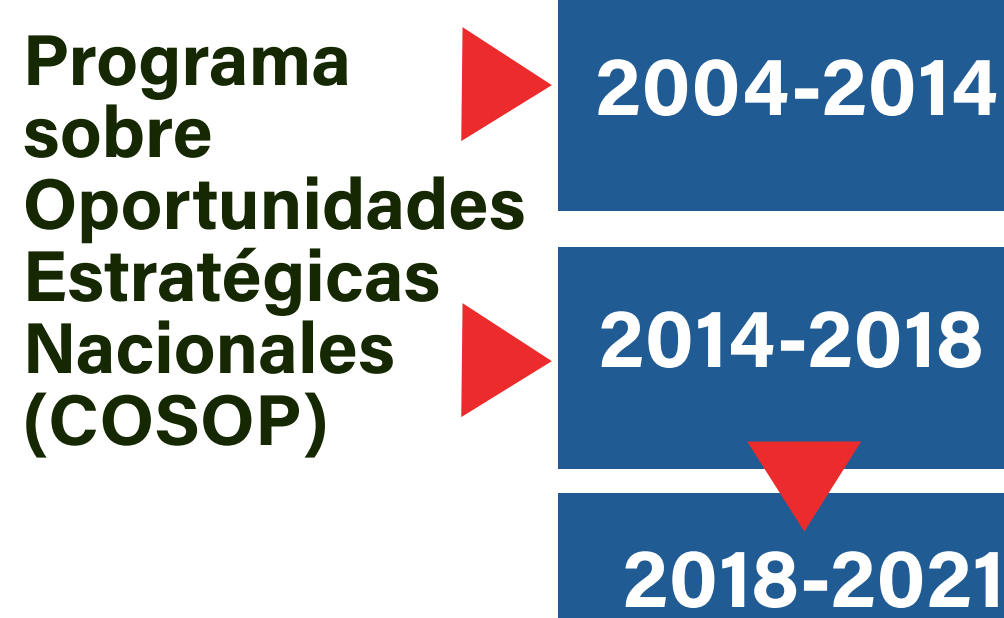 Programa
sobre
Oportunidades
Estratégicas
Nacionales
(COSOP)
2004-2014
2014-2018
2018-2021